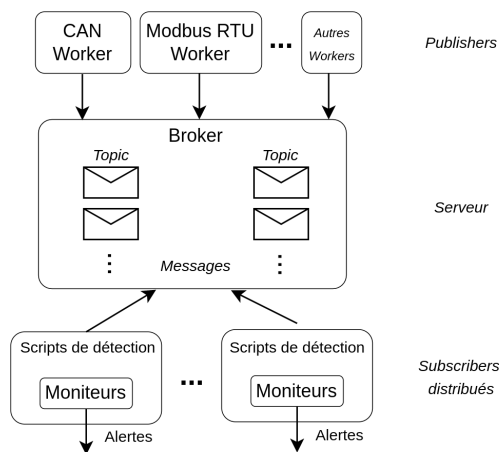 CAN
Worker
Modbus RTU
Worker
...
Autres
Workers
Publishers
Broker
Topic
Topic
Serveur
Messages
Scripts de détection
Moniteurs
Alertes
...
Scripts de détection
Moniteurs
Alertes
Subscribers
distribués